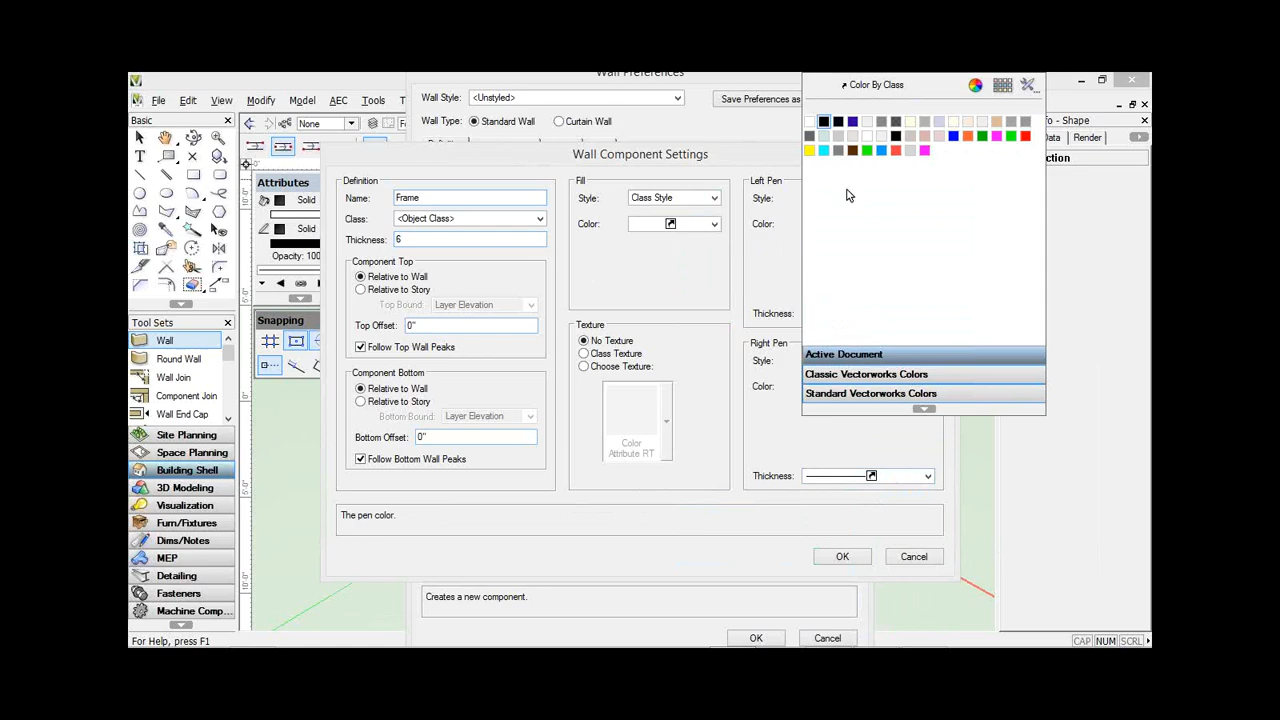 Wall Preferences
Color By Class
Wall Style:
<Unstyled>
Save Preferences as
File
Edit
View
Modify
Model
AEC
Tools
Wall Type:
Standard Wall
Curtain Wall
Basic
None
- Shape
Data
Render
Wall Component Settings
Attributes
Solid
Solid
Opacity: 100
Definition
Name:
Frame
Class:
<Object Class>
Thickness:
6
Component Top
Relative to Wall
Relative to Story
Top Bound:
Layer Elevation
Top Offset:
0"
Follow Top Wall Peaks
Component Bottom
Relative to Wall
Relative to Story
Bottom Bound:
Layer Elevation
Bottom Offset:
0"
Follow Bottom Wall Peaks
Fill
Style:
Class Style
Color:
Texture
No Texture
Class Texture
Choose Texture:
Color
Attribute RT
Left Pen
Style:
Color:
Thickness:
Right Pen
Style:
Color:
Thickness:
Active Document
Classic Vectorworks Colors
Standard Vectorworks Colors
The pen color.
OK
Cancel
Snapping
Tool Sets
Wall
Round Wall
Wall Join
Component Join
Wall End Cap
Site Planning
Space Planning
Building Shell
3D Modeling
Visualization
Furn/Fixtures
Dims/Notes
MEP
Detailing
Fasteners
Machine Comp...
Creates a new component.
OK
Cancel
For Help, press F1
CAP
NUM
SCRL